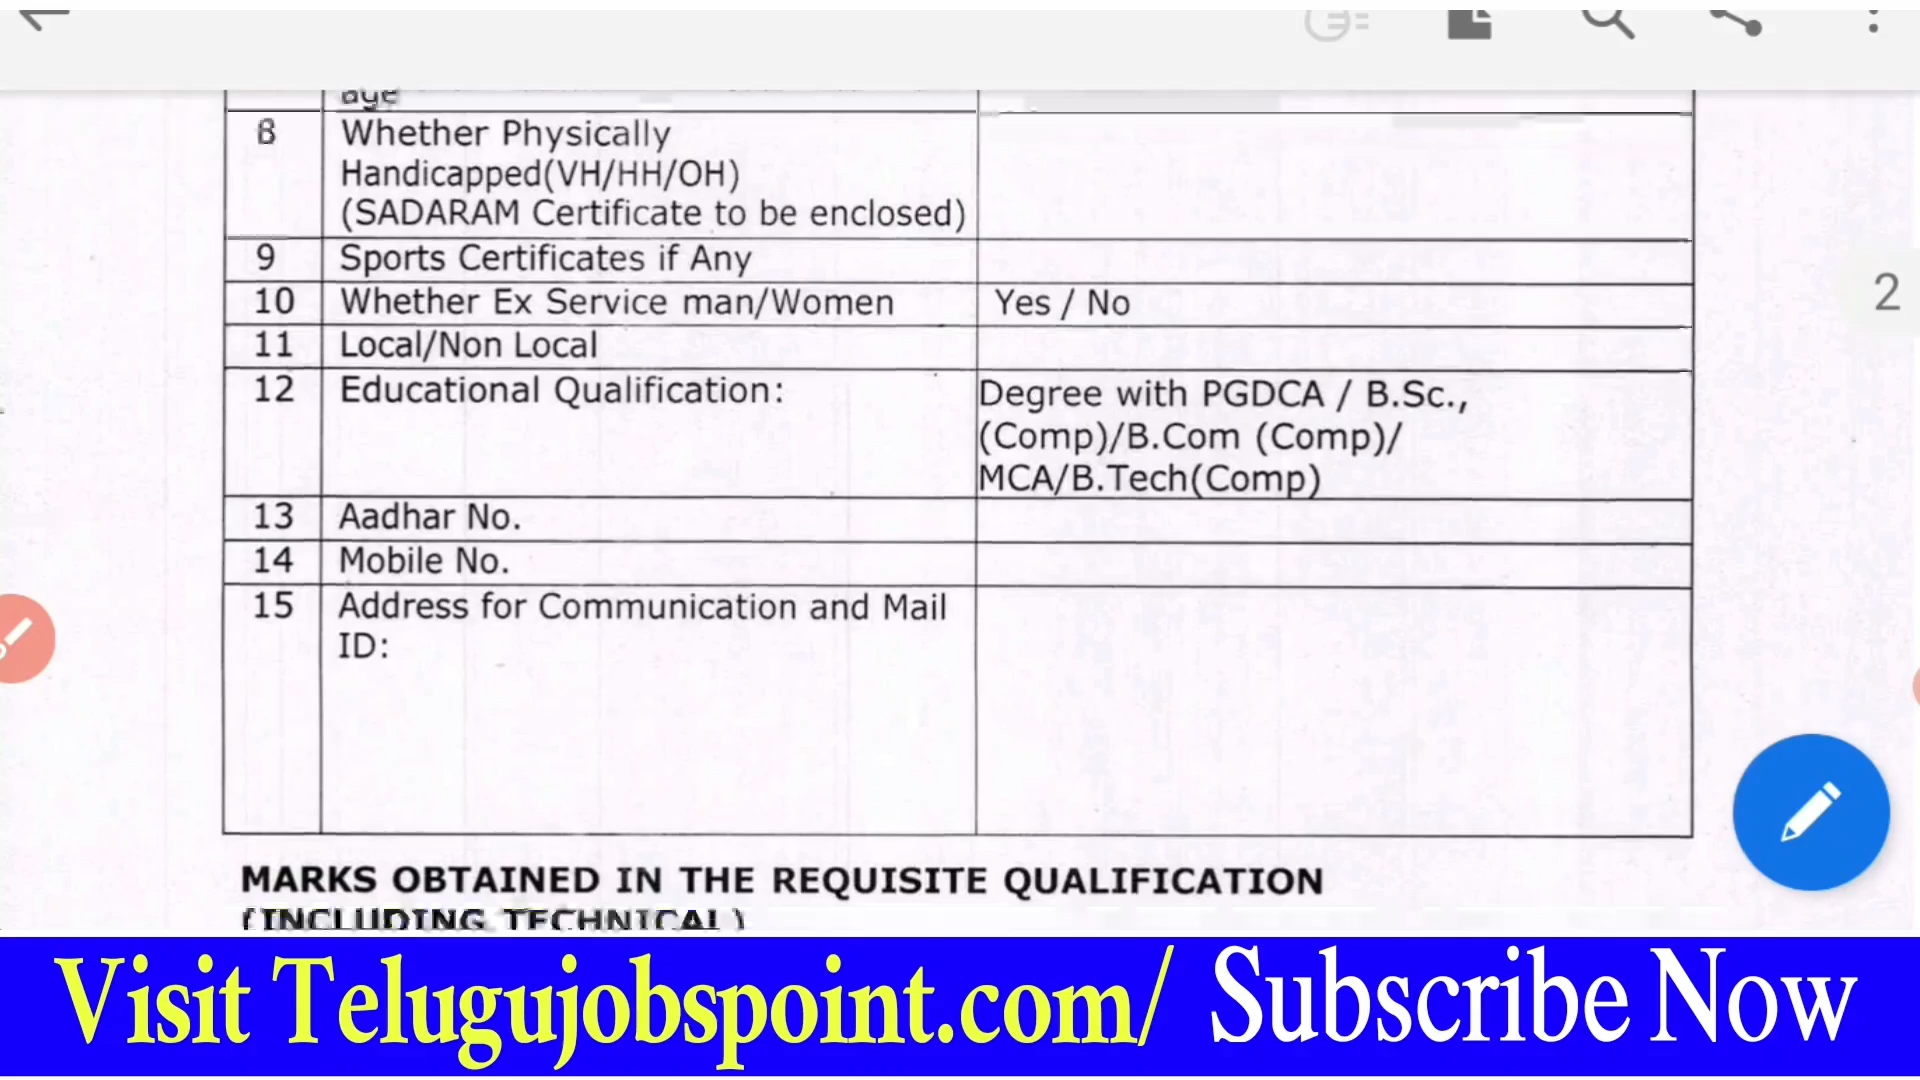 age
8 Whether Physically
Handicapped(VH/HH/OH)
(SADARAM Certificate to be enclosed)
9 Sports Certificates if Any
10 Whether Ex Service man/Women Yes / No
11 Local/Non Local
12 Educational Qualification: Degree with PGDCA / B.Sc.,
(Comp)/B.Com (Comp)/
MCA/B.Tech(Comp)
13 Aadhar No.
14 Mobile No.
15 Address for Communication and Mail
ID:
2
MARKS OBTAINED IN THE REQUISITE QUALIFICATION
(INCLUDING TECHNICAL)
Visit Telugujobspoint.com/ Subscribe Now